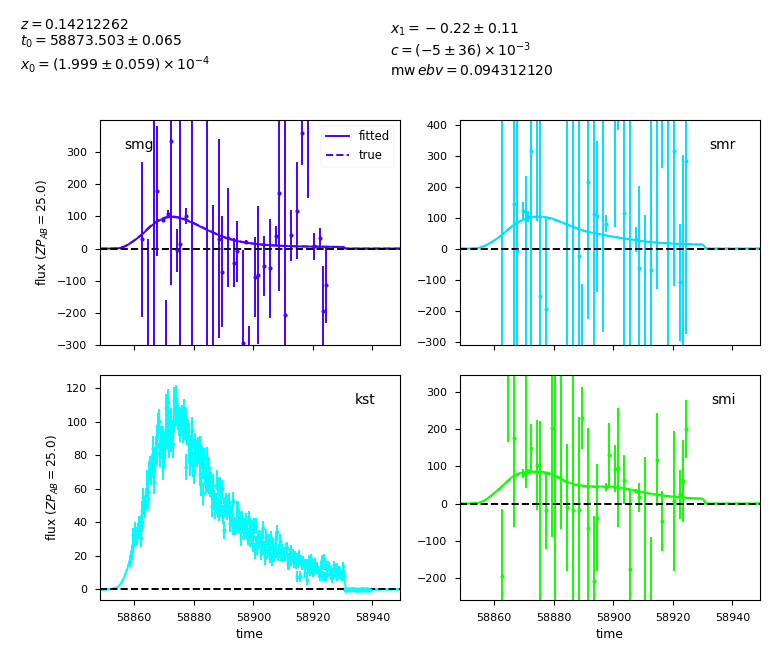 z = 0.14212262
t₀ = 58873.503 ± 0.065
x₀ = (1.999 ± 0.059) × 10⁻⁴
x₁ = −0.22 ± 0.11
c = (−5 ± 36) × 10⁻³
mw ebv = 0.094312120
smg
fitted
true
300
200
100
0
−100
−200
−300
flux (ZP_AB = 25.0)
smr
400
300
200
100
0
−100
−200
−300
kst
120
100
80
60
40
20
0
flux (ZP_AB = 25.0)
58860 58880 58900 58920 58940
time
smi
300
200
100
0
−100
−200
58860 58880 58900 58920 58940
time